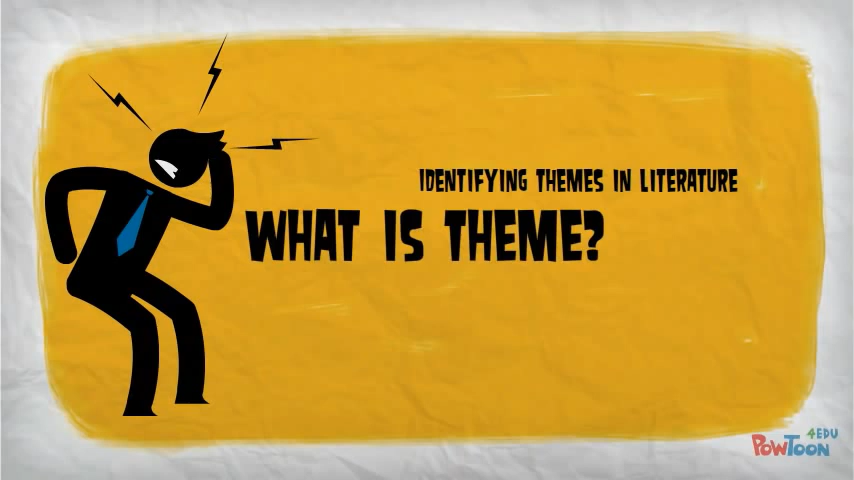 IDENTIFYING THEMES IN LITERATURE
WHAT IS THEME?
4EDU
POWTOON